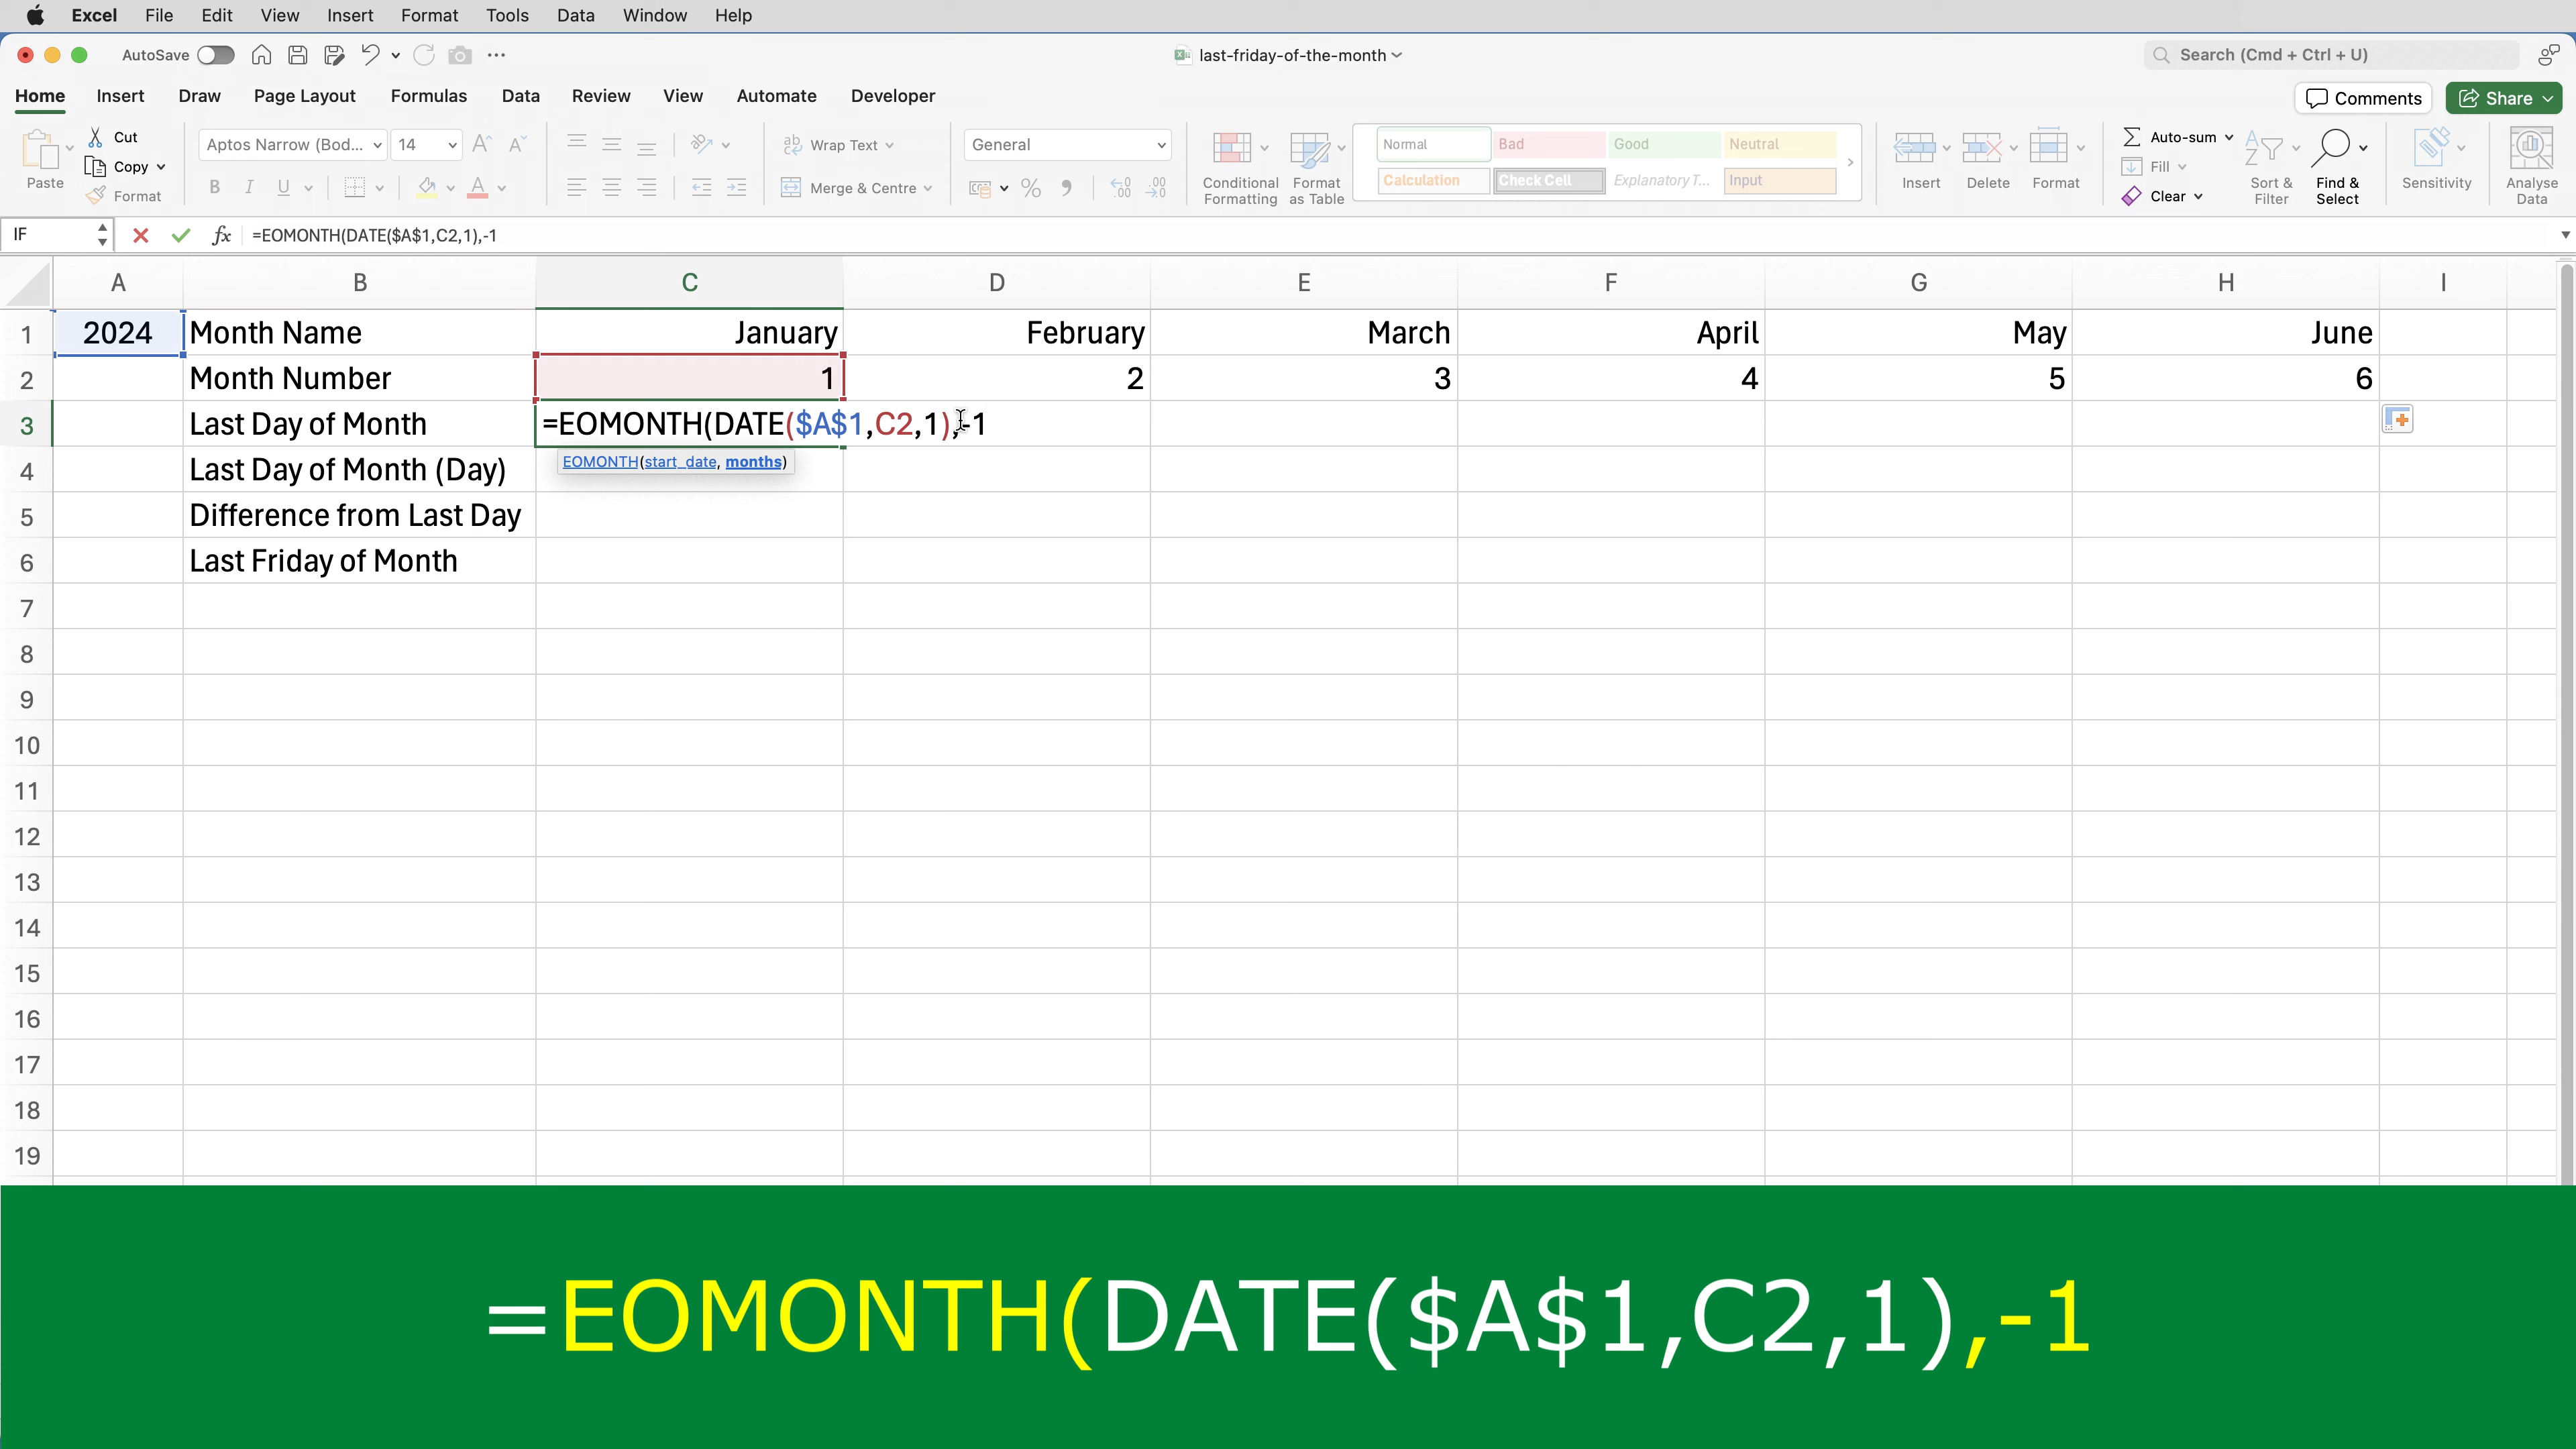 Excel File Edit View Insert Format Tools Data Window Help
AutoSave last-friday-of-the-month Search (Cmd + Ctrl + U)
Home Insert Draw Page Layout Formulas Data Review View Automate Developer Comments Share
Paste Cut Copy Format
Aptos Narrow (Bod... 14 A^ A˅
B I U A
ab Wrap Text
Merge & Centre
General
% 9 ←0 .00 .00 →0
Conditional Formatting
Format as Table
Normal Bad Good Neutral
Calculation Check Cell Explanatory T... Input
Insert Delete Format
Auto-sum
Fill
Clear
Sort & Filter
Find & Select
Sensitivity
Analyse Data
IF fx =EOMONTH(DATE($A$1,C2,1),-1
A B C D E F G H I
1 2024 Month Name January February March April May June
2 Month Number 1 2 3 4 5 6
3 Last Day of Month =EOMONTH(DATE($A$1,C2,1),-1
4 Last Day of Month (Day) EOMONTH(start_date, months)
5 Difference from Last Day
6 Last Friday of Month
7
8
9
10
11
12
13
14
15
16
17
18
19
=EOMONTH(DATE($A$1,C2,1),-1